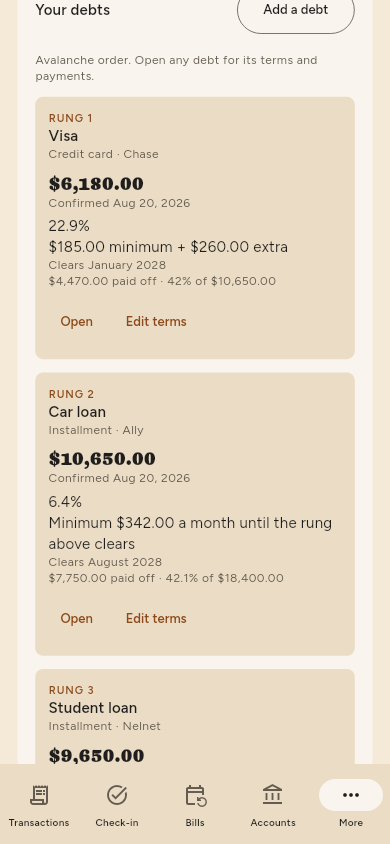 Your debts
Add a debt
Avalanche order. Open any debt for its terms and
payments.
RUNG 1
Visa
Credit card · Chase
$6,180.00
Confirmed Aug 20, 2026
22.9%
$185.00 minimum + $260.00 extra
Clears January 2028
$4,470.00 paid off · 42% of $10,650.00
Open
Edit terms
RUNG 2
Car loan
Installment · Ally
$10,650.00
Confirmed Aug 20, 2026
6.4%
Minimum $342.00 a month until the rung
above clears
Clears August 2028
$7,750.00 paid off · 42.1% of $18,400.00
Open
Edit terms
RUNG 3
Student loan
Installment · Nelnet
$9,650.00
Transactions
Check-in
Bills
Accounts
More